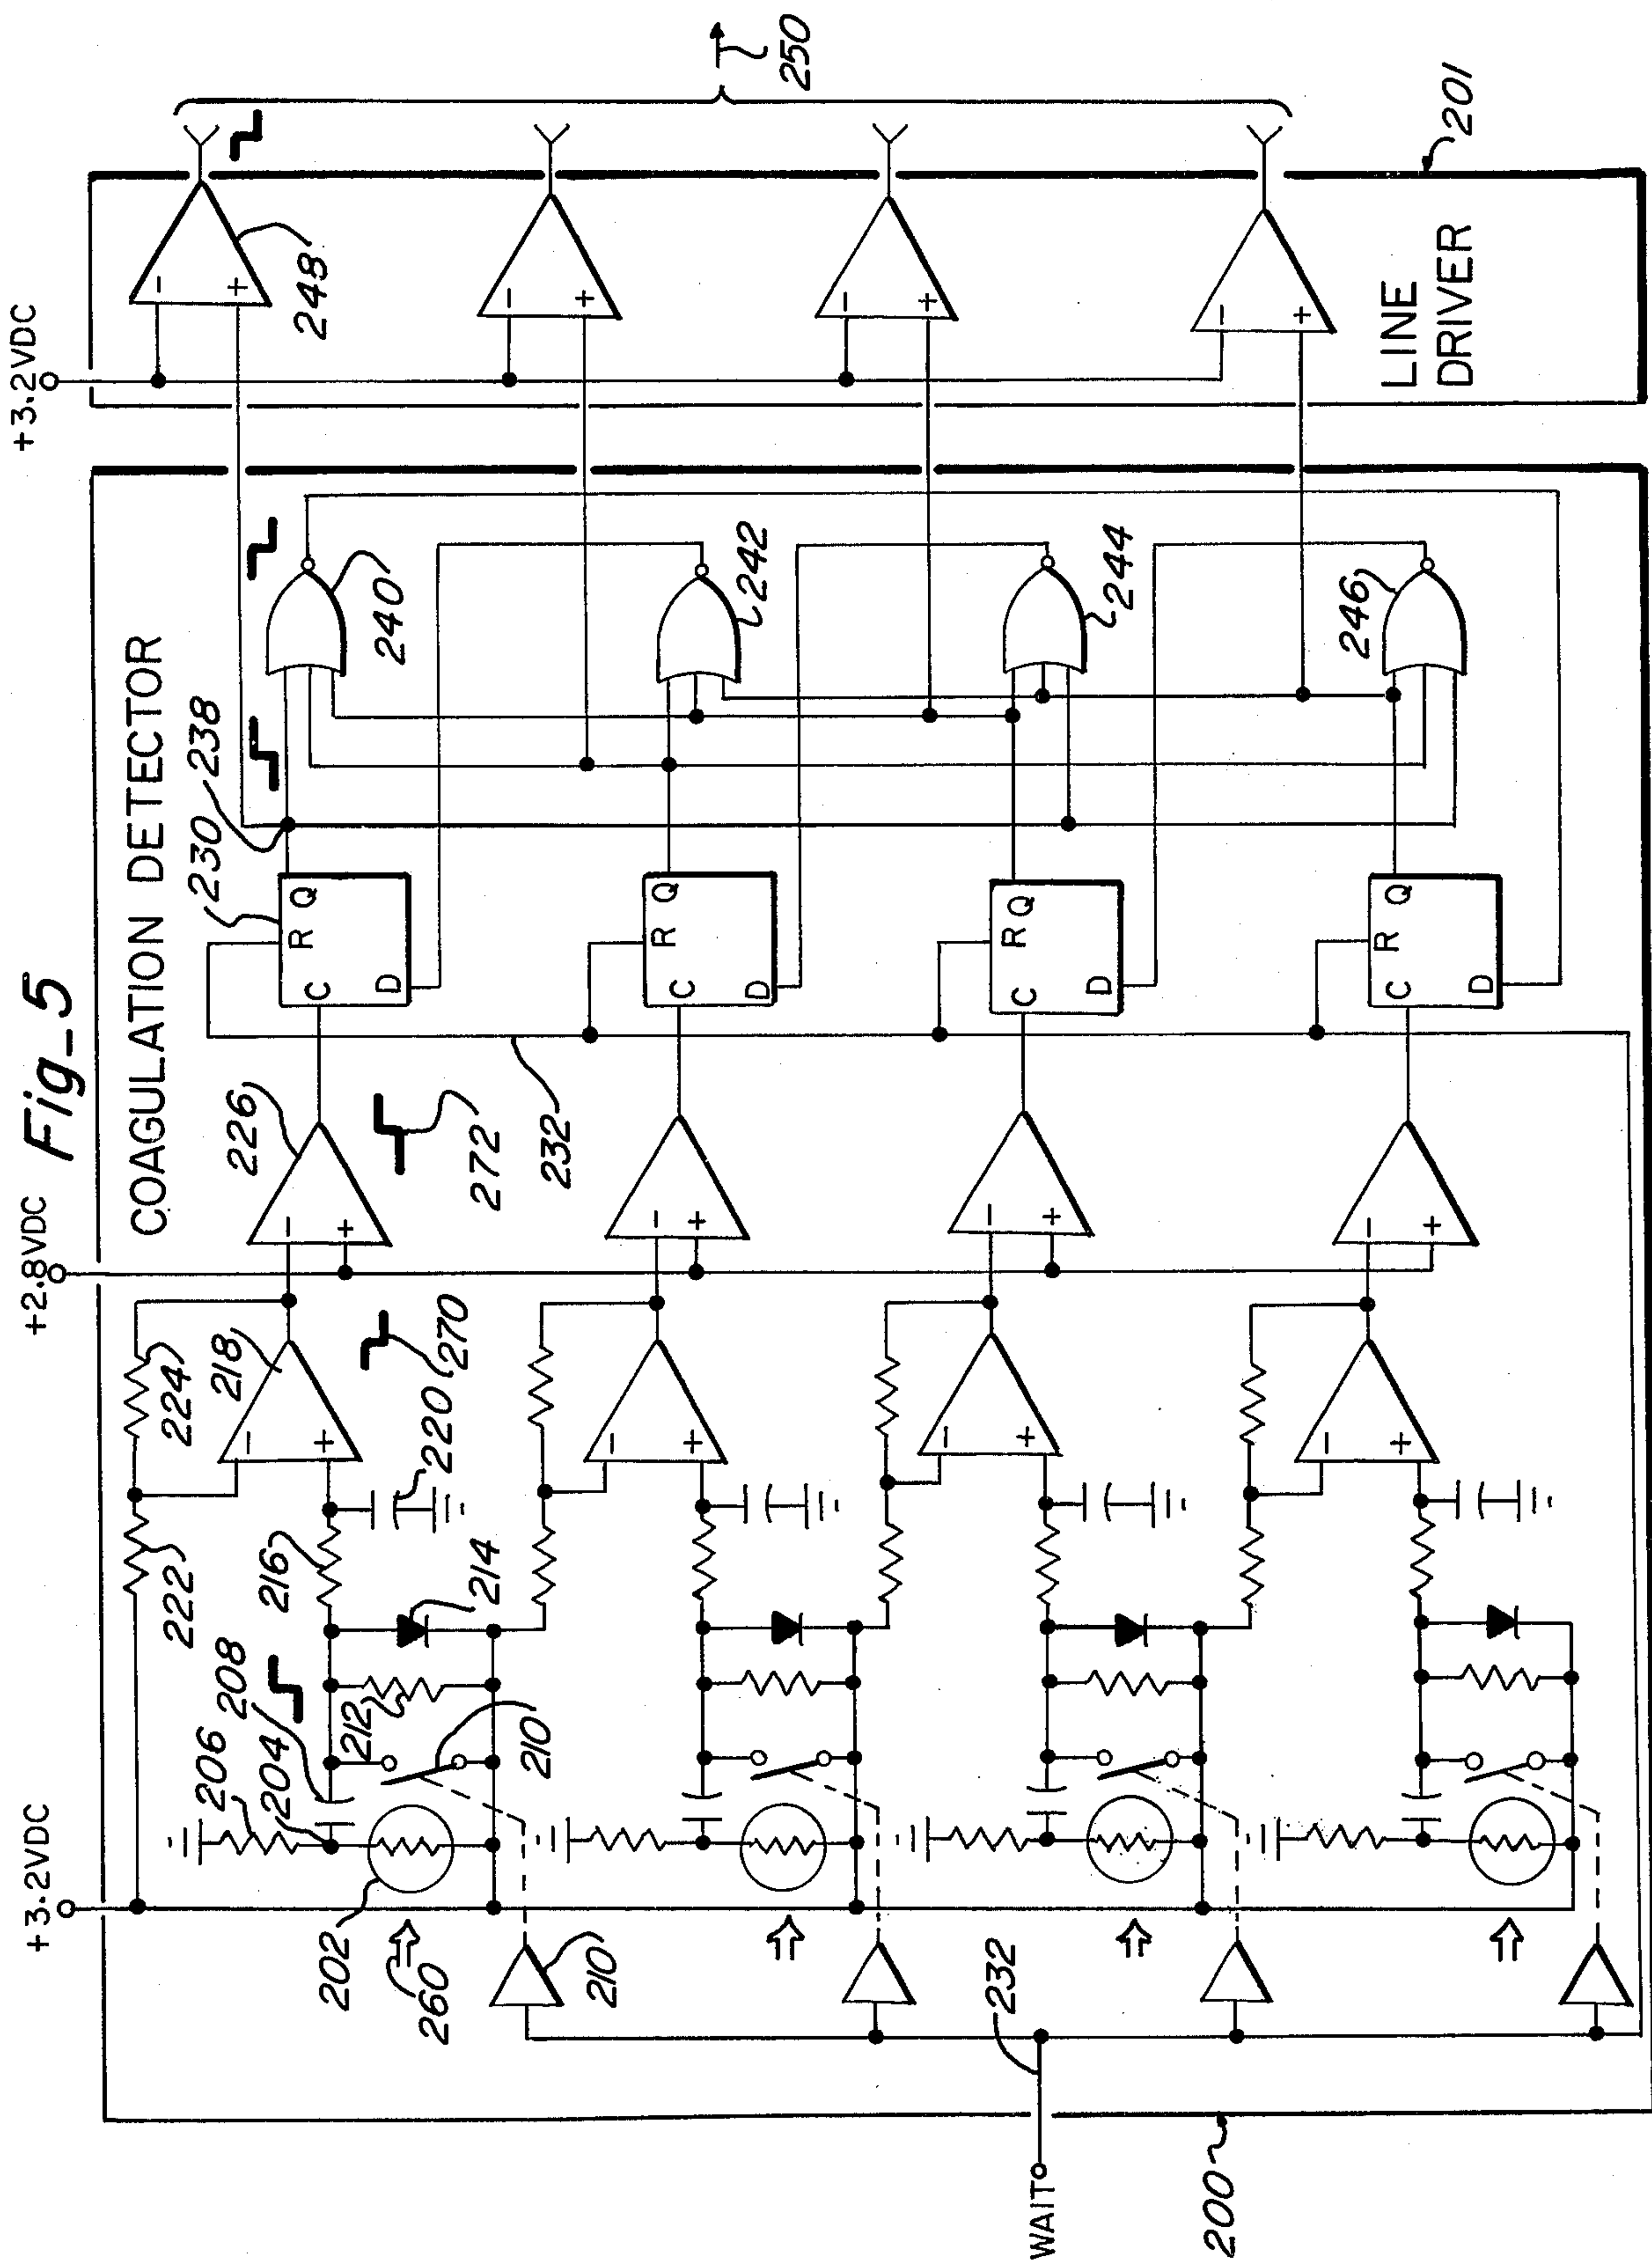 Fig_5
+3.2VDC
+2.8VDC
+3.2VDC
COAGULATION DETECTOR
222
224
218
226
230
238
240
248
206
208
204
216
212
214
220
270
272
232
202
260
210
210
242
244
246
250
WAIT
232
200
201
LINE
DRIVER
-
+
-
+
C
R
Q
D
-
+
-
+
-
+
C
R
Q
D
-
+
-
+
-
+
C
R
Q
D
-
+
-
+
-
+
C
R
Q
D
-
+